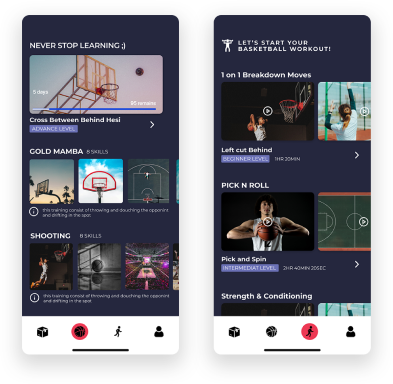 NEVER STOP LEARNING ;)
5 days
95 remains
Cross Between Behind Hesi
ADVANCE LEVEL
GOLD MAMBA 8 SKILLS
this training consist of throwing and douching the opponint
and drifting in the spot.
SHOOTING 8 SKILLS
this training consist of throwing and douching the opponint
and drifting in the spot.
LET'S START YOUR
BASKETBALL WORKOUT!
1 on 1 Breakdown Moves
Left cut Behind
BEGINNER LEVEL 1HR 20MIN
PICK N ROLL
Pick and Spin
INTERMEDIAT LEVEL 2HR 40MIN 20SEC
Strength & Conditioning